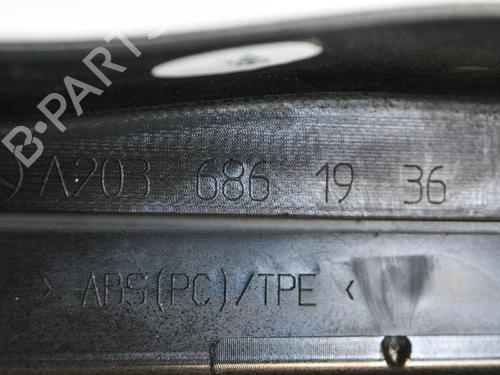 B-PARTS
A203 686 19 36
> ABS(PC)/TPE <